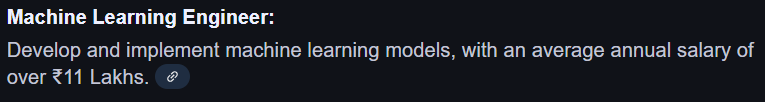 Machine Learning Engineer:
Develop and implement machine learning models, with an average annual salary of
over ₹11 Lakhs.